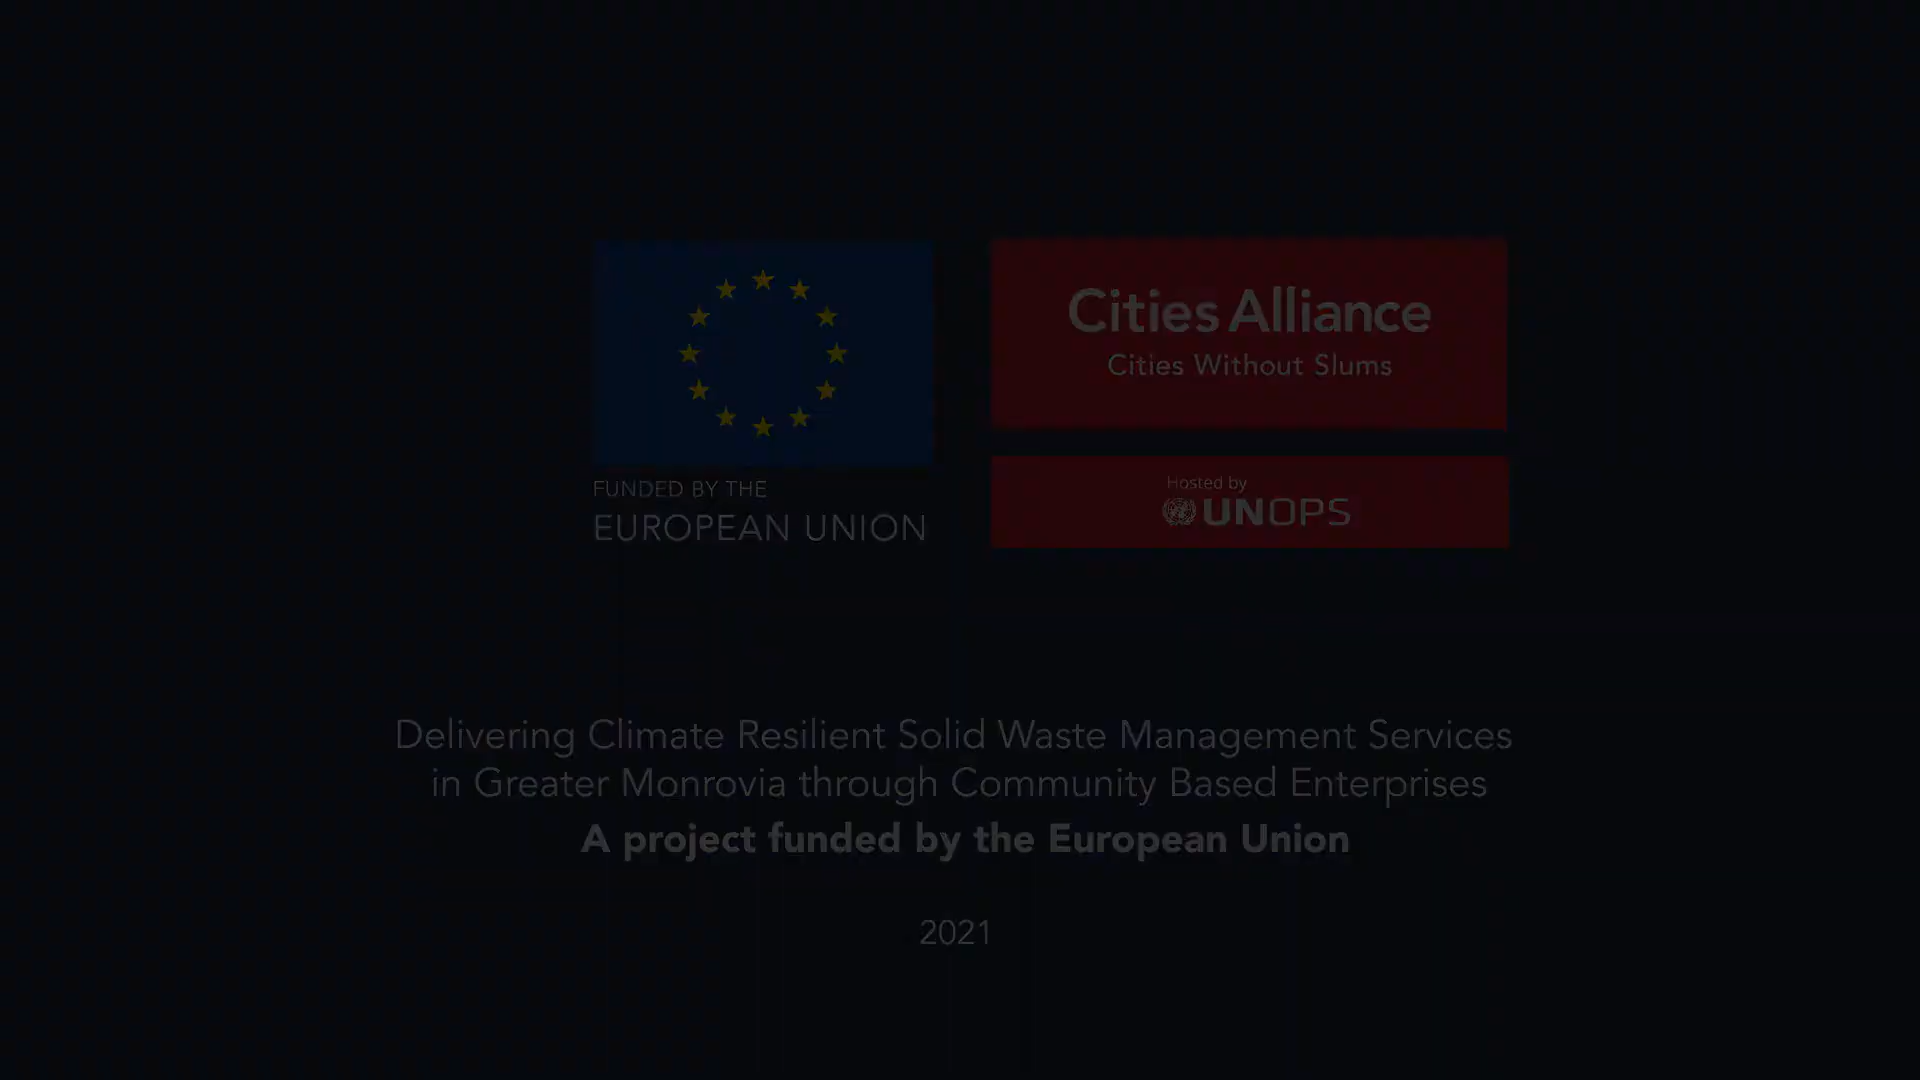 FUNDED BY THE
EUROPEAN UNION
Cities Alliance
Cities Without Slums
Hosted by
UNOPS
Delivering Climate Resilient Solid Waste Management Services
in Greater Monrovia through Community Based Enterprises
A project funded by the European Union
2021